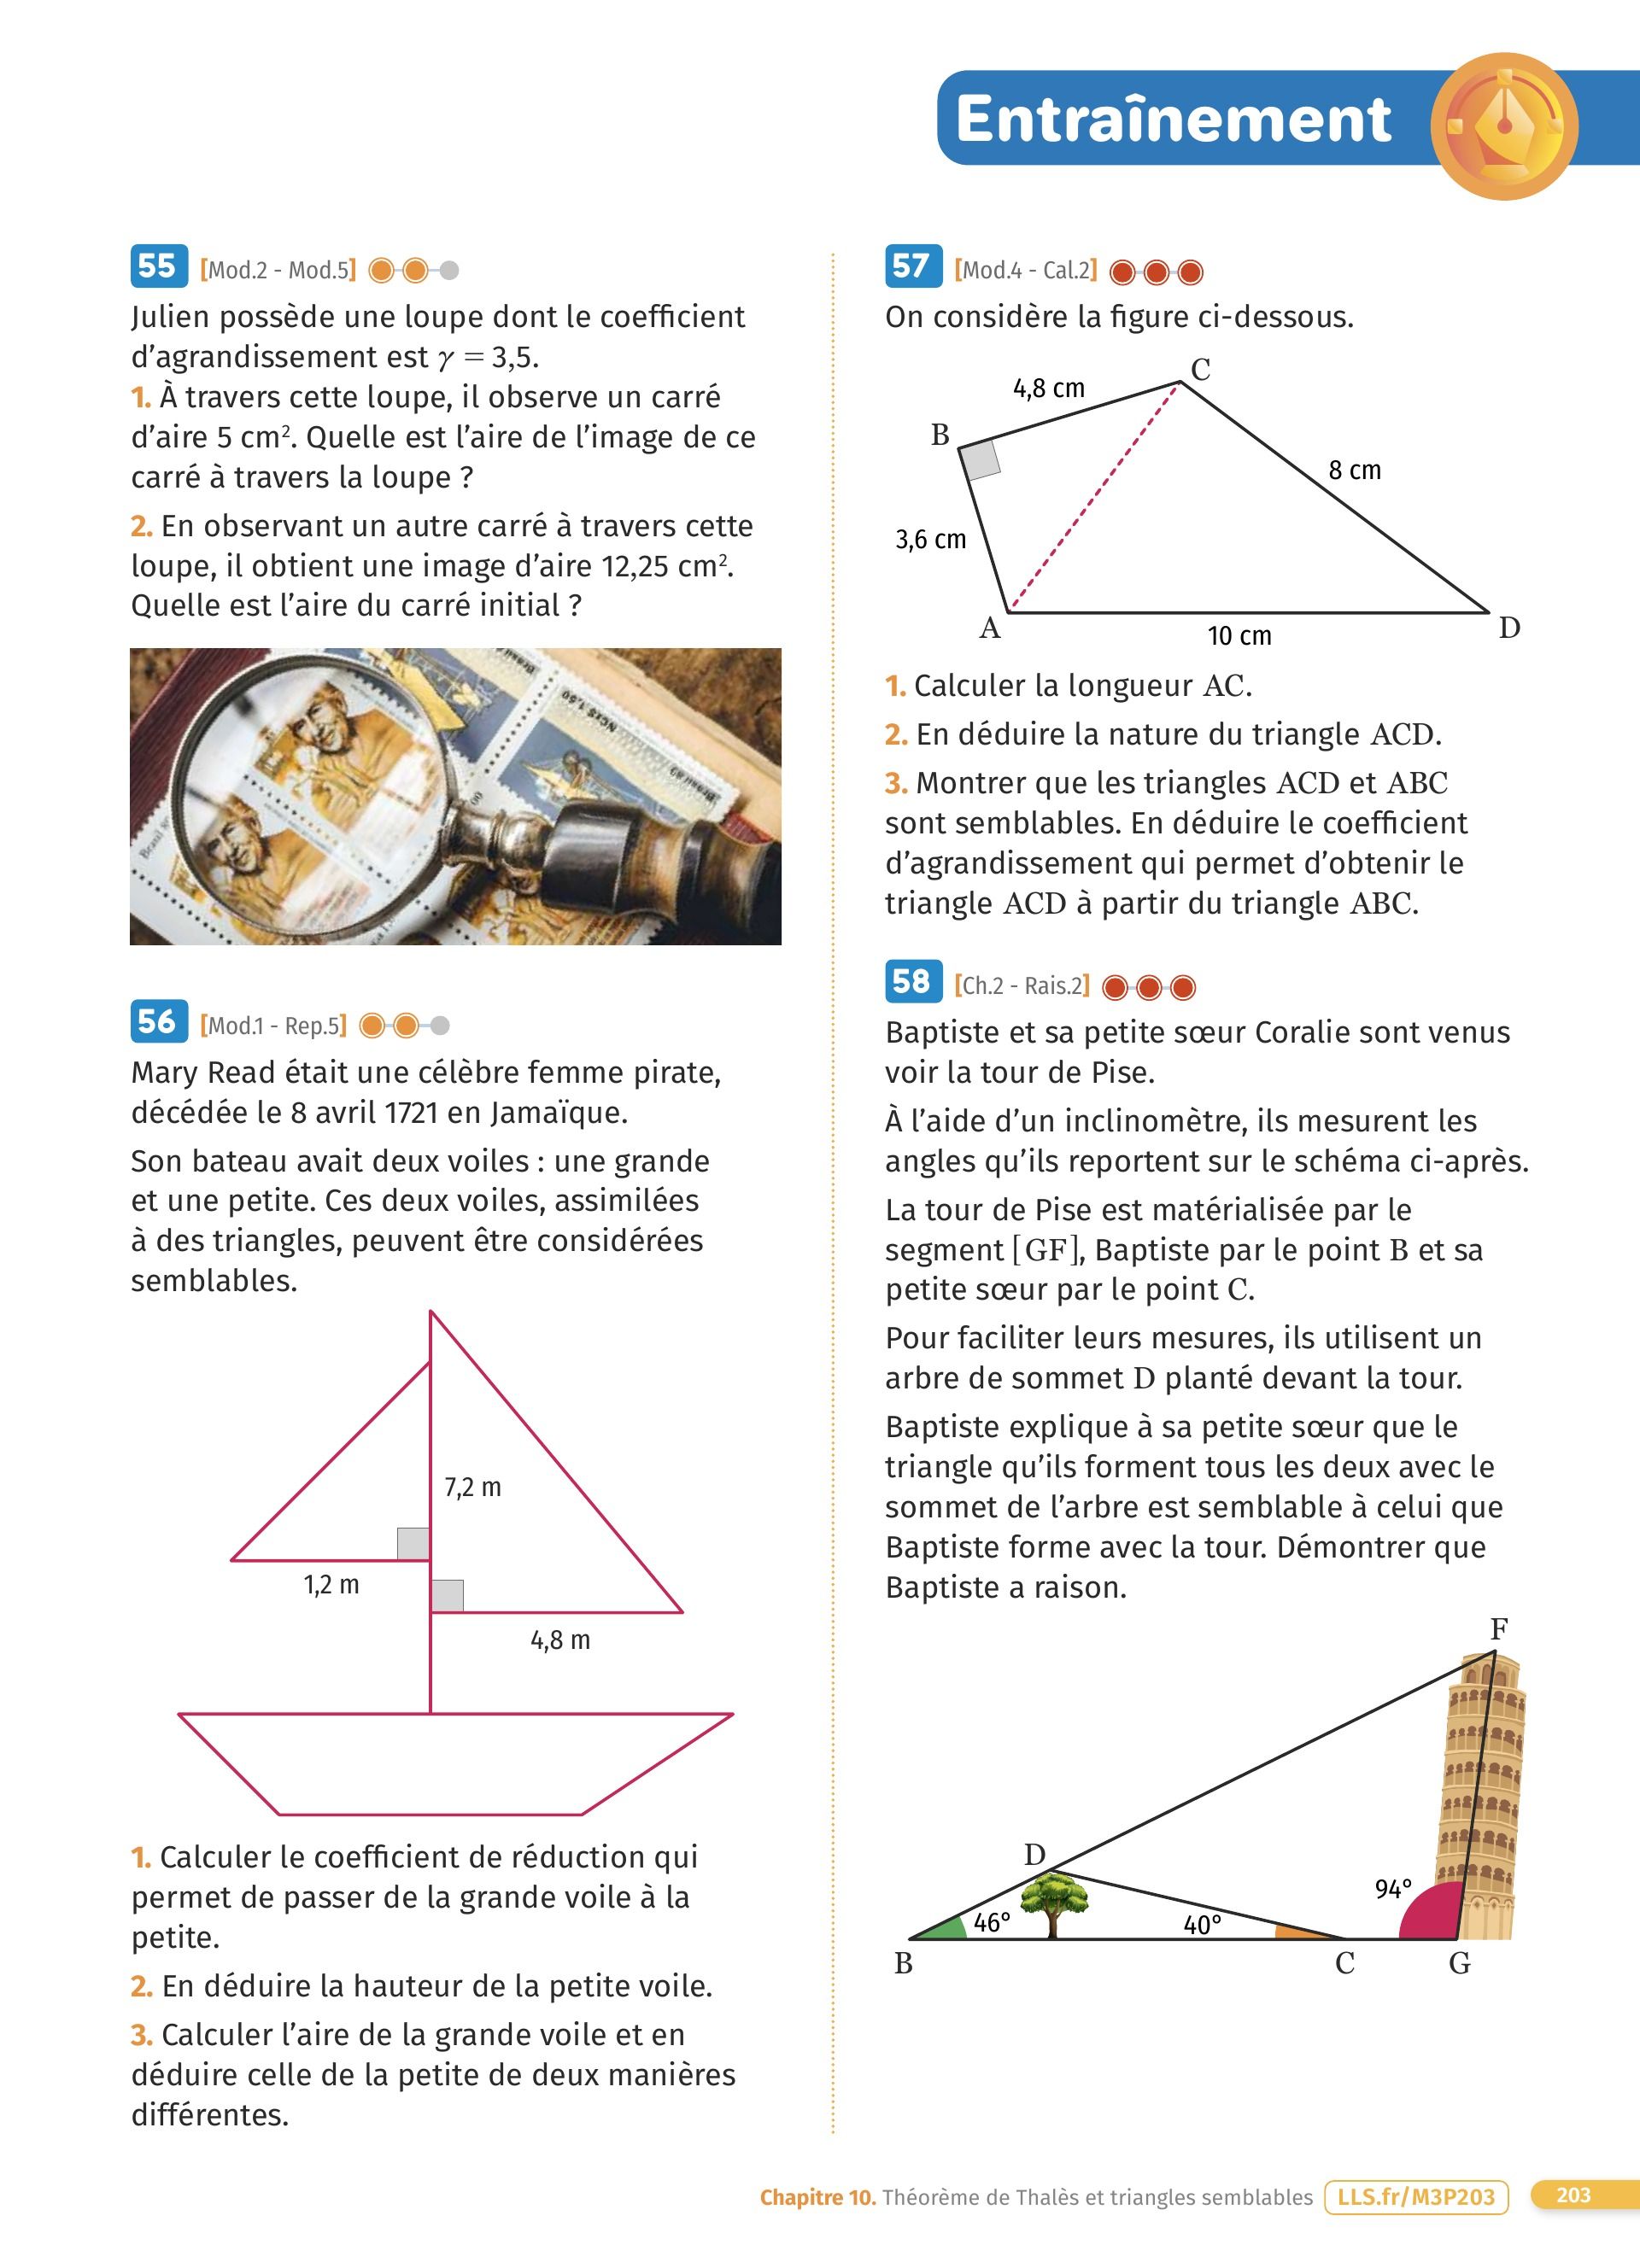 Entraînement
55 [Mod.2 - Mod.5]
Julien possède une loupe dont le coefficient
d'agrandissement est γ = 3,5.
1. À travers cette loupe, il observe un carré
d'aire 5 cm². Quelle est l'aire de l'image de ce
carré à travers la loupe ?
2. En observant un autre carré à travers cette
loupe, il obtient une image d'aire 12,25 cm².
Quelle est l'aire du carré initial ?
Brasil
NCz$ 1,50
Brasil 89
Brasil
56 [Mod.1 - Rep.5]
Mary Read était une célèbre femme pirate,
décédée le 8 avril 1721 en Jamaïque.
Son bateau avait deux voiles : une grande
et une petite. Ces deux voiles, assimilées
à des triangles, peuvent être considérées
semblables.
7,2 m
1,2 m
4,8 m
1. Calculer le coefficient de réduction qui
permet de passer de la grande voile à la
petite.
2. En déduire la hauteur de la petite voile.
3. Calculer l'aire de la grande voile et en
déduire celle de la petite de deux manières
différentes.
57 [Mod.4 - Cal.2]
On considère la figure ci-dessous.
C
4,8 cm
B
8 cm
3,6 cm
A
D
10 cm
1. Calculer la longueur AC.
2. En déduire la nature du triangle ACD.
3. Montrer que les triangles ACD et ABC
sont semblables. En déduire le coefficient
d'agrandissement qui permet d'obtenir le
triangle ACD à partir du triangle ABC.
58 [Ch.2 - Rais.2]
Baptiste et sa petite sœur Coralie sont venus
voir la tour de Pise.
À l'aide d'un inclinomètre, ils mesurent les
angles qu'ils reportent sur le schéma ci-après.
La tour de Pise est matérialisée par le
segment [GF], Baptiste par le point B et sa
petite sœur par le point C.
Pour faciliter leurs mesures, ils utilisent un
arbre de sommet D planté devant la tour.
Baptiste explique à sa petite sœur que le
triangle qu'ils forment tous les deux avec le
sommet de l'arbre est semblable à celui que
Baptiste forme avec la tour. Démontrer que
Baptiste a raison.
F
D
94°
46°
40°
B
C
G
Chapitre 10. Théorème de Thalès et triangles semblables LLS.fr/M3P203 203